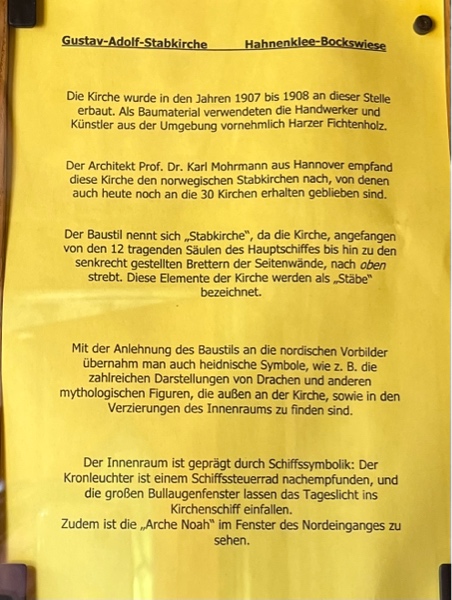 Gustav-Adolf-Stabkirche Hahnenklee-Bockswiese
Die Kirche wurde in den Jahren 1907 bis 1908 an dieser Stelle
erbaut. Als Baumaterial verwendeten die Handwerker und
Künstler aus der Umgebung vornehmlich Harzer Fichtenholz.
Der Architekt Prof. Dr. Karl Mohrmann aus Hannover empfand
diese Kirche den norwegischen Stabkirchen nach, von denen
auch heute noch an die 30 Kirchen erhalten geblieben sind.
Der Baustil nennt sich „Stabkirche“, da die Kirche, angefangen
von den 12 tragenden Säulen des Hauptschiffes bis hin zu den
senkrecht gestellten Brettern der Seitenwände, nach oben
strebt. Diese Elemente der Kirche werden als „Stäbe“
bezeichnet.
Mit der Anlehnung des Baustils an die nordischen Vorbilder
übernahm man auch heidnische Symbole, wie z. B. die
zahlreichen Darstellungen von Drachen und anderen
mythologischen Figuren, die außen an der Kirche, sowie in den
Verzierungen des Innenraums zu finden sind.
Der Innenraum ist geprägt durch Schiffssymbolik: Der
Kronleuchter ist einem Schiffssteuerrad nachempfunden, und
die großen Bullaugenfenster lassen das Tageslicht ins
Kirchenschiff einfallen.
Zudem ist die „Arche Noah“ im Fenster des Nordeinganges zu
sehen.